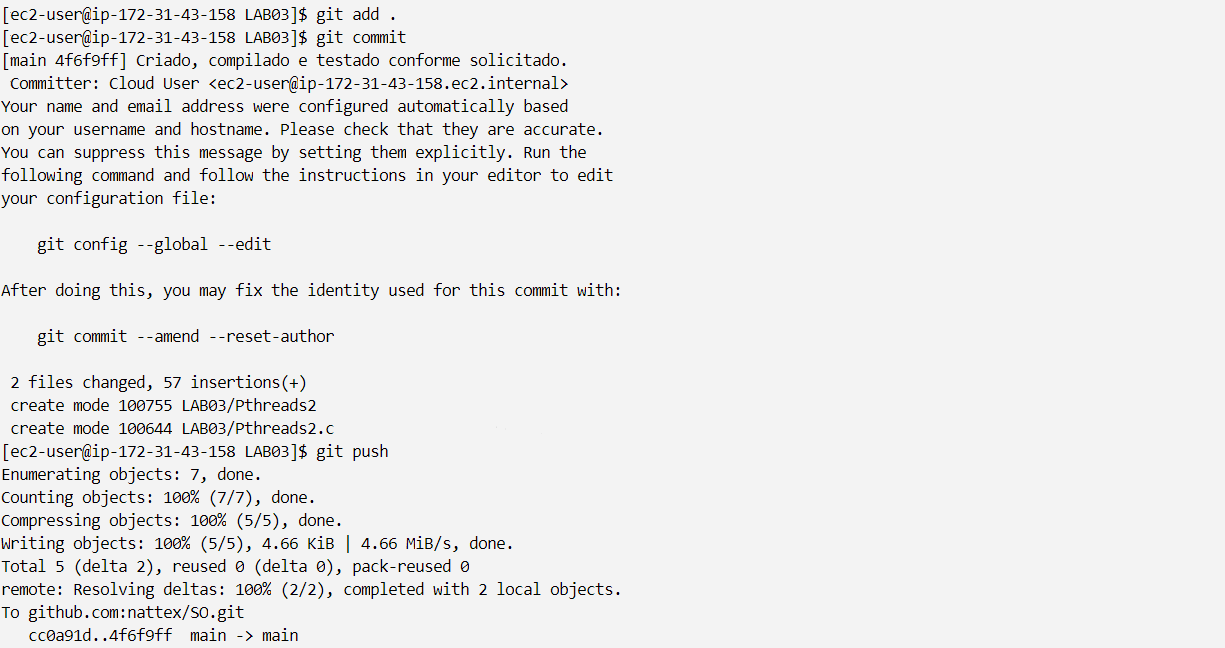 [ec2-user@ip-172-31-43-158 LAB03]$ git add .
[ec2-user@ip-172-31-43-158 LAB03]$ git commit
[main 4f6f9ff] Criado, compilado e testado conforme solicitado.
 Committer: Cloud User <ec2-user@ip-172-31-43-158.ec2.internal>
Your name and email address were configured automatically based
on your username and hostname. Please check that they are accurate.
You can suppress this message by setting them explicitly. Run the
following command and follow the instructions in your editor to edit
your configuration file:

    git config --global --edit

After doing this, you may fix the identity used for this commit with:

    git commit --amend --reset-author

 2 files changed, 57 insertions(+)
 create mode 100755 LAB03/Pthreads2
 create mode 100644 LAB03/Pthreads2.c
[ec2-user@ip-172-31-43-158 LAB03]$ git push
Enumerating objects: 7, done.
Counting objects: 100% (7/7), done.
Compressing objects: 100% (5/5), done.
Writing objects: 100% (5/5), 4.66 KiB | 4.66 MiB/s, done.
Total 5 (delta 2), reused 0 (delta 0), pack-reused 0
remote: Resolving deltas: 100% (2/2), completed with 2 local objects.
To github.com:nattex/SO.git
   cc0a91d..4f6f9ff  main -> main